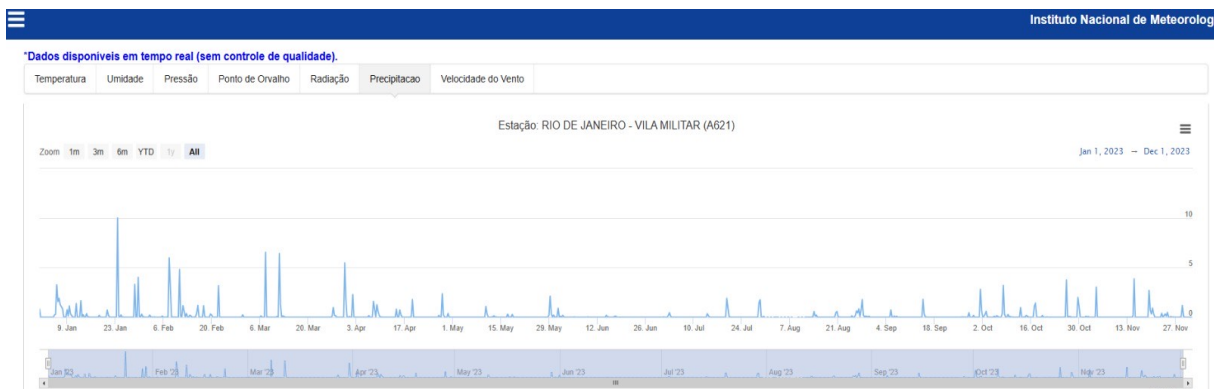 Instituto Nacional de Meteorolog
*Dados disponiveis em tempo real (sem controle de qualidade).
Temperatura Umidade Pressão Ponto de Orvalho Radiação Precipitacao Velocidade do Vento
Estação: RIO DE JANEIRO - VILA MILITAR (A621)
Zoom 1m 3m 6m YTD 1y All Jan 1, 2023 → Dec 1, 2023
10
5
0
9. Jan 23. Jan 6. Feb 20. Feb 6. Mar 20. Mar 3. Apr 17. Apr 1. May 15. May 29. May 12. Jun 26. Jun 10. Jul 24. Jul 7. Aug 21. Aug 4. Sep 18. Sep 2. Oct 16. Oct 30. Oct 13. Nov 27. Nov
Jan '23 Feb '23 Mar '23 Apr '23 May '23 Jun '23 Jul '23 Aug '23 Sep '23 Oct '23 Nov '23